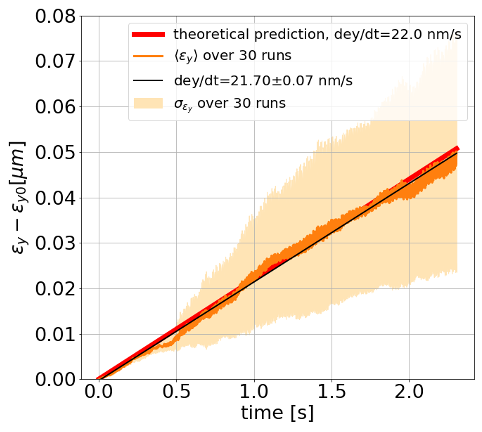 0.08
0.07
0.06
0.05
0.04
0.03
0.02
0.01
0.00
εy − εy0[μm]
theoretical prediction, dey/dt=22.0 nm/s
⟨εy⟩ over 30 runs
dey/dt=21.70±0.07 nm/s
σεy over 30 runs
0.0 0.5 1.0 1.5 2.0
time [s]